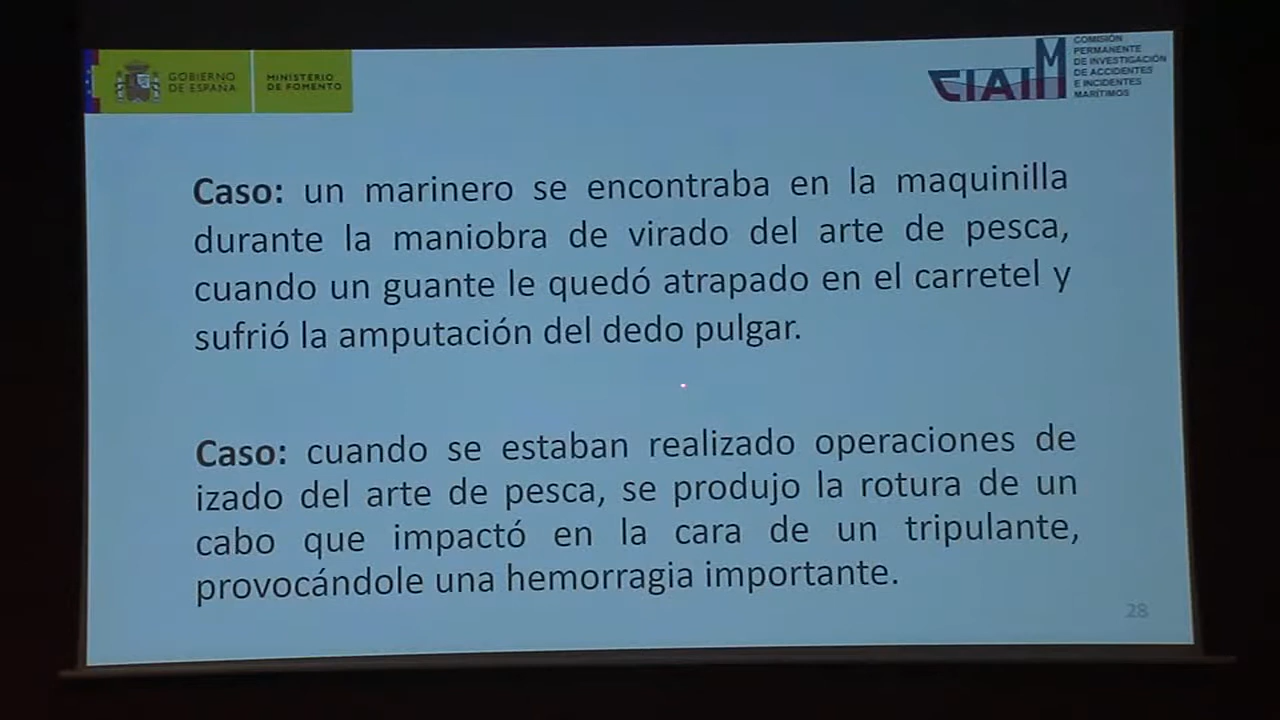 GOBIERNO
DE ESPAÑA
MINISTERIO
DE FOMENTO
CIAIM
COMISIÓN
PERMANENTE
DE INVESTIGACIÓN
DE ACCIDENTES
E INCIDENTES
MARÍTIMOS
Caso: un marinero se encontraba en la maquinilla
durante la maniobra de virado del arte de pesca,
cuando un guante le quedó atrapado en el carretel y
sufrió la amputación del dedo pulgar.
Caso: cuando se estaban realizado operaciones de
izado del arte de pesca, se produjo la rotura de un
cabo que impactó en la cara de un tripulante,
provocándole una hemorragia importante.
28